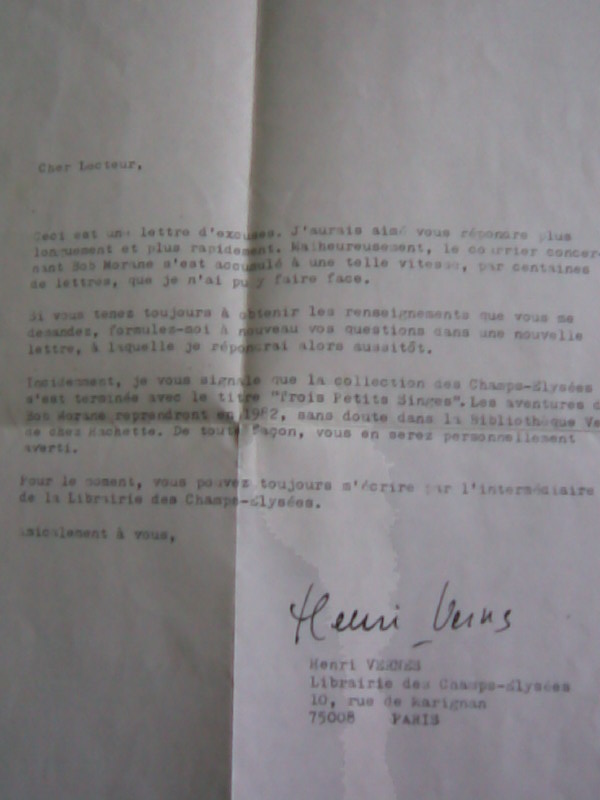 Cher Lecteur,
Ceci est une lettre d'excuses. J'aurais aimé vous répondre plus
longuement et plus rapidement. Malheureusement, le courrier concer-
nant Bob Morane s'est accumulé à une telle vitesse, par centaines
de lettres, que je n'ai pu y faire face.
Si vous tenez toujours à obtenir les renseignements que vous me
demandez, formulez-moi à nouveau vos questions dans une nouvelle
lettre, à laquelle je répondrai alors aussitôt.
Incidemment, je vous signale que la collection des Champs-Elysées
s'est terminée avec le titre "Trois Petits Singes". Les aventures d
Bob Morane reprendront en 1982, sans doute dans la Bibliothèque Ve
de chez Hachette. De toute façon, vous en serez personnellement
averti.
Pour le moment, vous pouvez toujours m'écrire par l'intermédiaire
de la Librairie des Champs-Elysées.
Amicalement à vous,
Henri Vernes
Henri VERNES
Librairie des Champs-Elysées
10, rue de Marignan
75008 PARIS